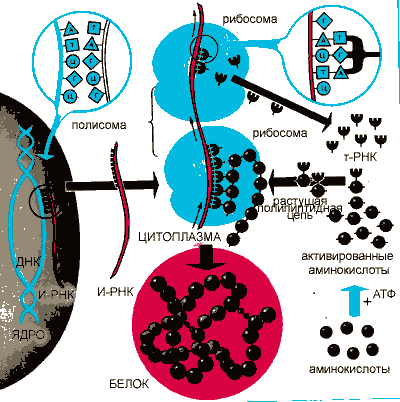 рибосома
полисома
рибосома
т-РНК
растущая
полипептидная
цепь
ЦИТОПЛАЗМА
активированные
аминокислоты
ДНК
И-РНК
И-РНК
+ АТФ
ЯДРО
аминокислоты
БЕЛОК